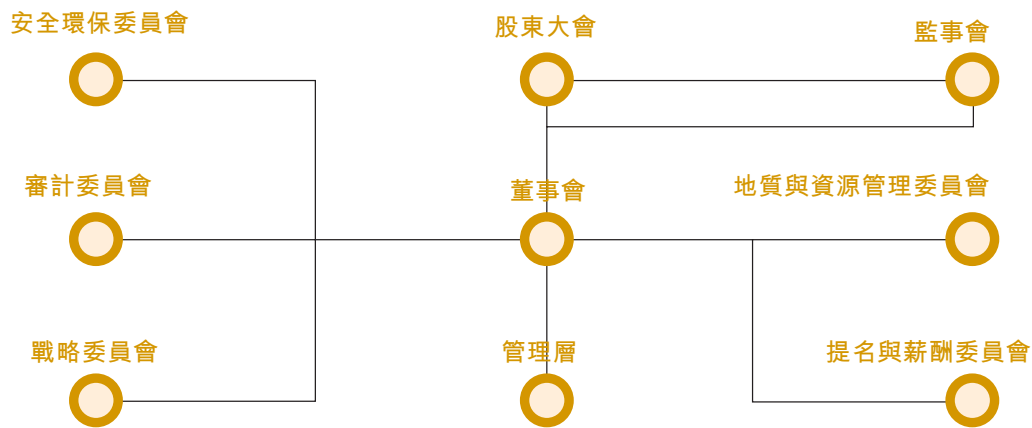 安全環保委員會
股東大會
監事會
審計委員會
董事會
地質與資源管理委員會
戰略委員會
管理層
提名與薪酬委員會